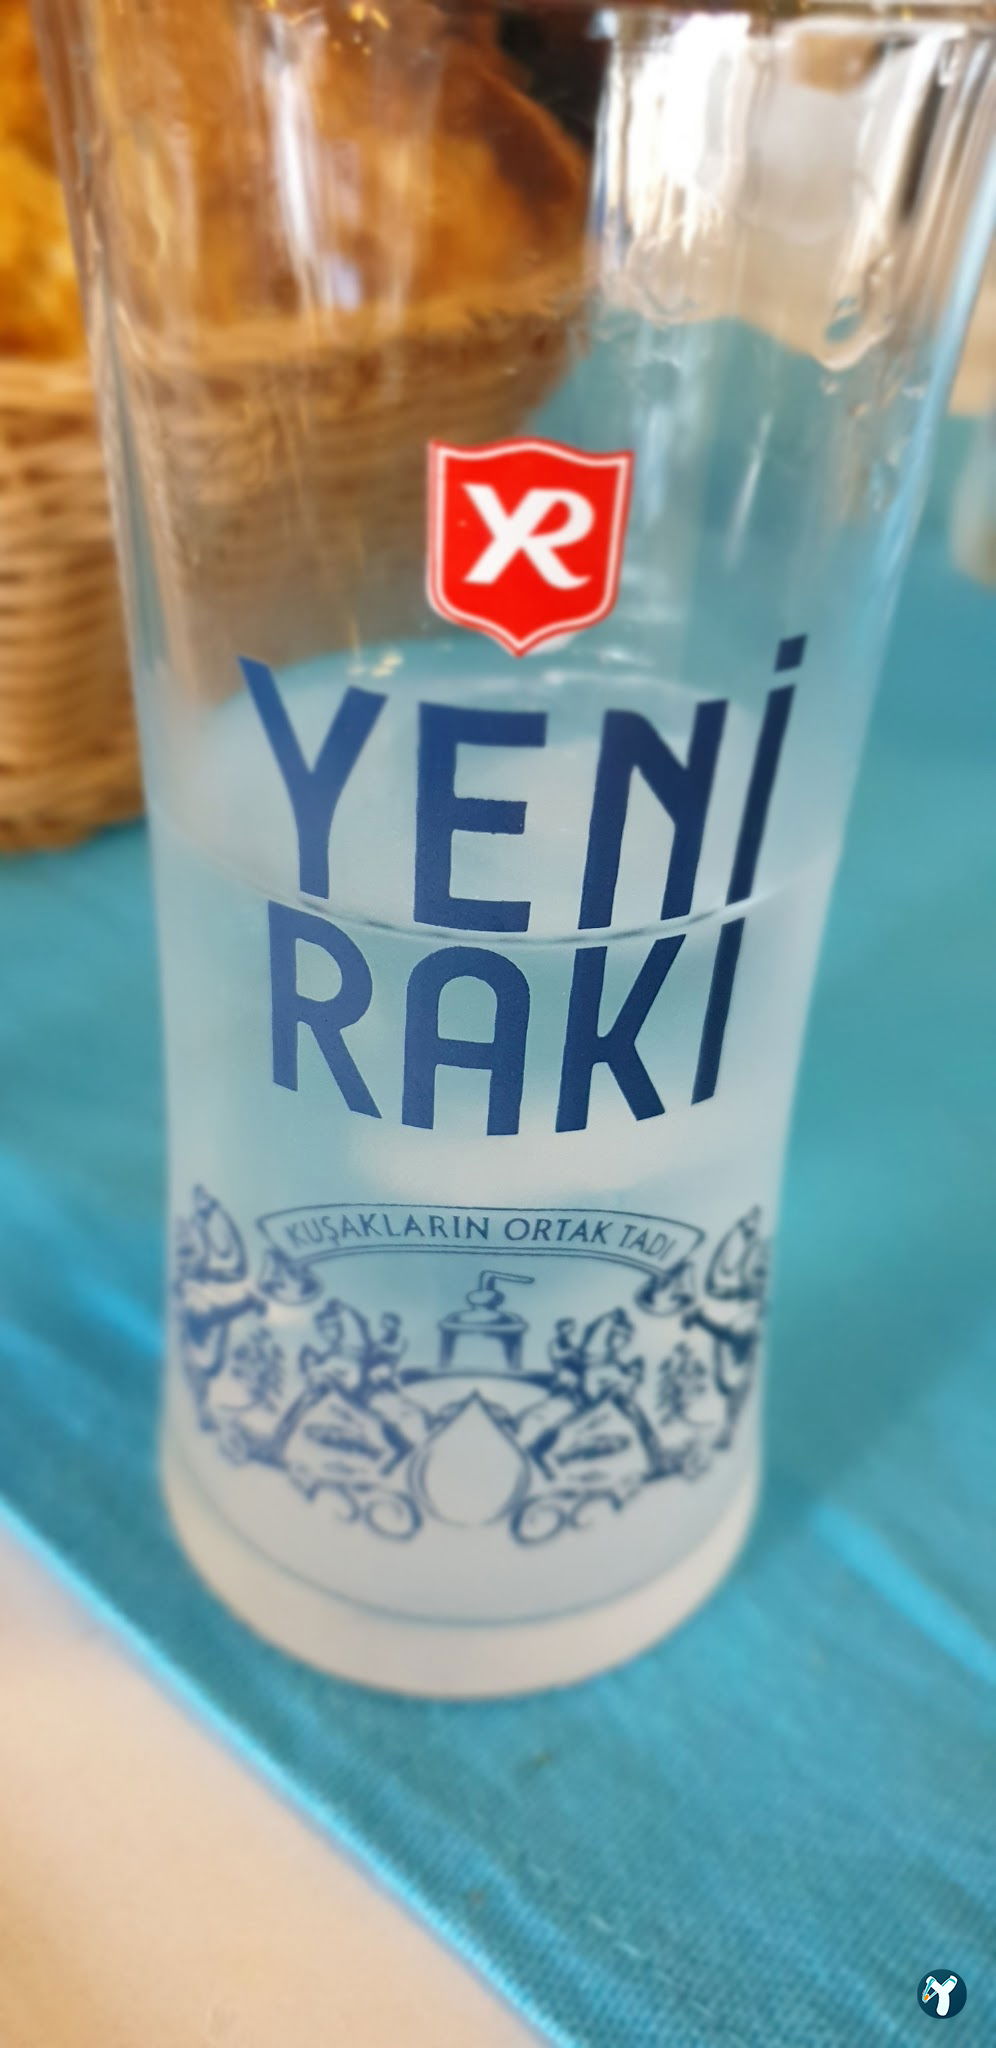 YR
YENİ
RAKI
KUŞAKLARIN ORTAK TADI